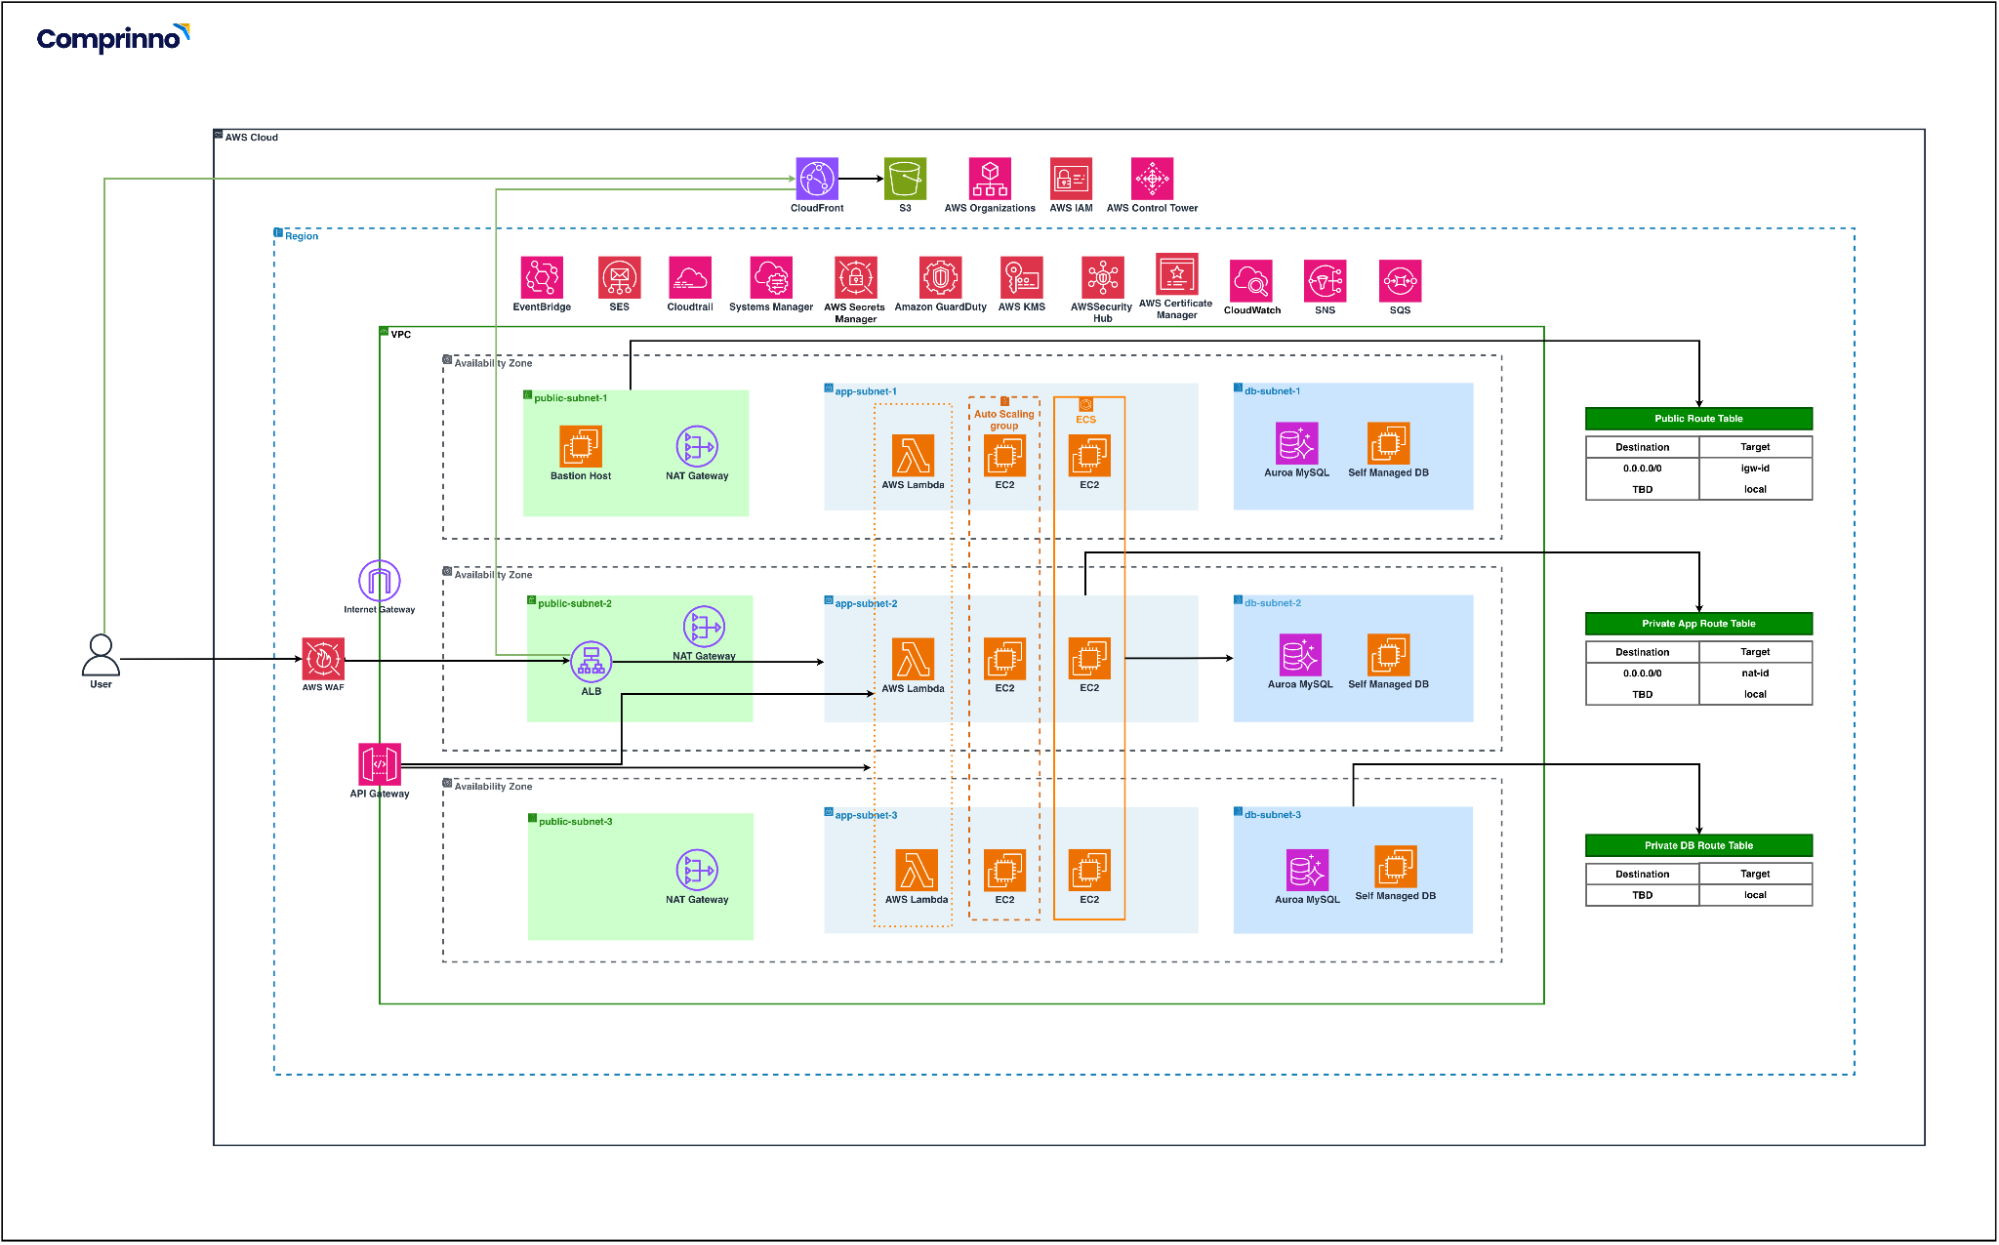 Comprinno
AWS Cloud
CloudFront
S3
AWS Organizations
AWS IAM
AWS Control Tower
Region
EventBridge
SES
Cloudtrail
Systems Manager
AWS Secrets
Manager
Amazon GuardDuty
AWS KMS
AWSSecurity
Hub
AWS Certificate
Manager
CloudWatch
SNS
SQS
VPC
Availability Zone
public-subnet-1
Bastion Host
NAT Gateway
app-subnet-1
AWS Lambda
Auto Scaling
group
EC2
ECS
EC2
db-subnet-1
Auroa MySQL
Self Managed DB
Public Route Table
Destination
Target
0.0.0.0/0
igw-id
TBD
local
Internet Gateway
Availability Zone
public-subnet-2
NAT Gateway
ALB
app-subnet-2
AWS Lambda
EC2
EC2
db-subnet-2
Auroa MySQL
Self Managed DB
Private App Route Table
Destination
Target
0.0.0.0/0
nat-id
TBD
local
User
AWS WAF
API Gateway
Availability Zone
public-subnet-3
NAT Gateway
app-subnet-3
AWS Lambda
EC2
EC2
db-subnet-3
Auroa MySQL
Self Managed DB
Private DB Route Table
Destination
Target
TBD
local